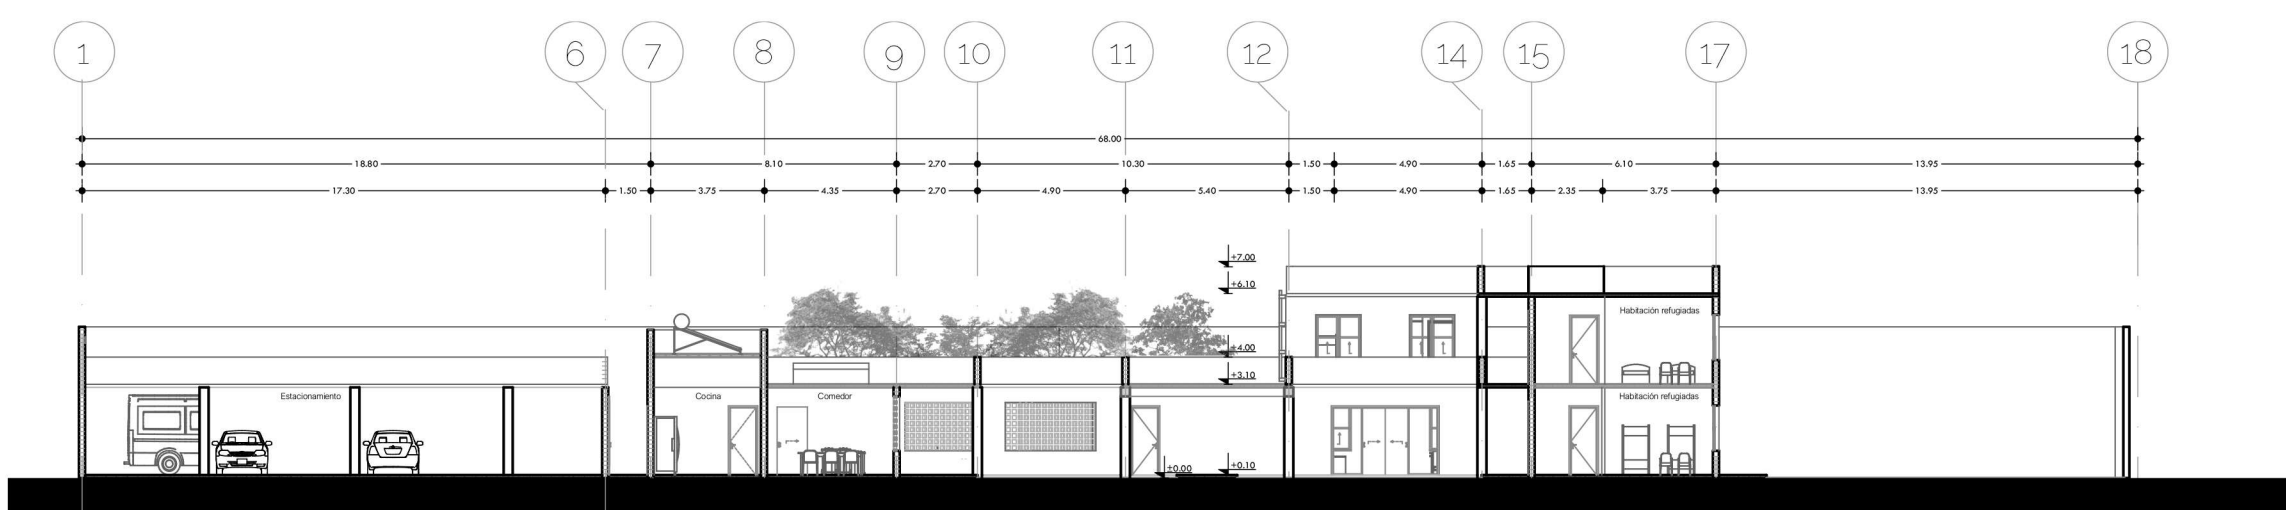 1 6 7 8 9 10 11 12 14 15 17 18
68.00
18.80 8.10 2.70 10.30 1.50 4.90 1.65 6.10 13.95
17.30 1.50 3.75 4.35 2.70 4.90 5.40 1.50 4.90 1.65 2.35 3.75 13.95
+7.00
+6.10
Habitación refugiadas
+4.00
+3.10
Estacionamiento Cocina Comedor Habitación refugiadas
±0.00 +0.10